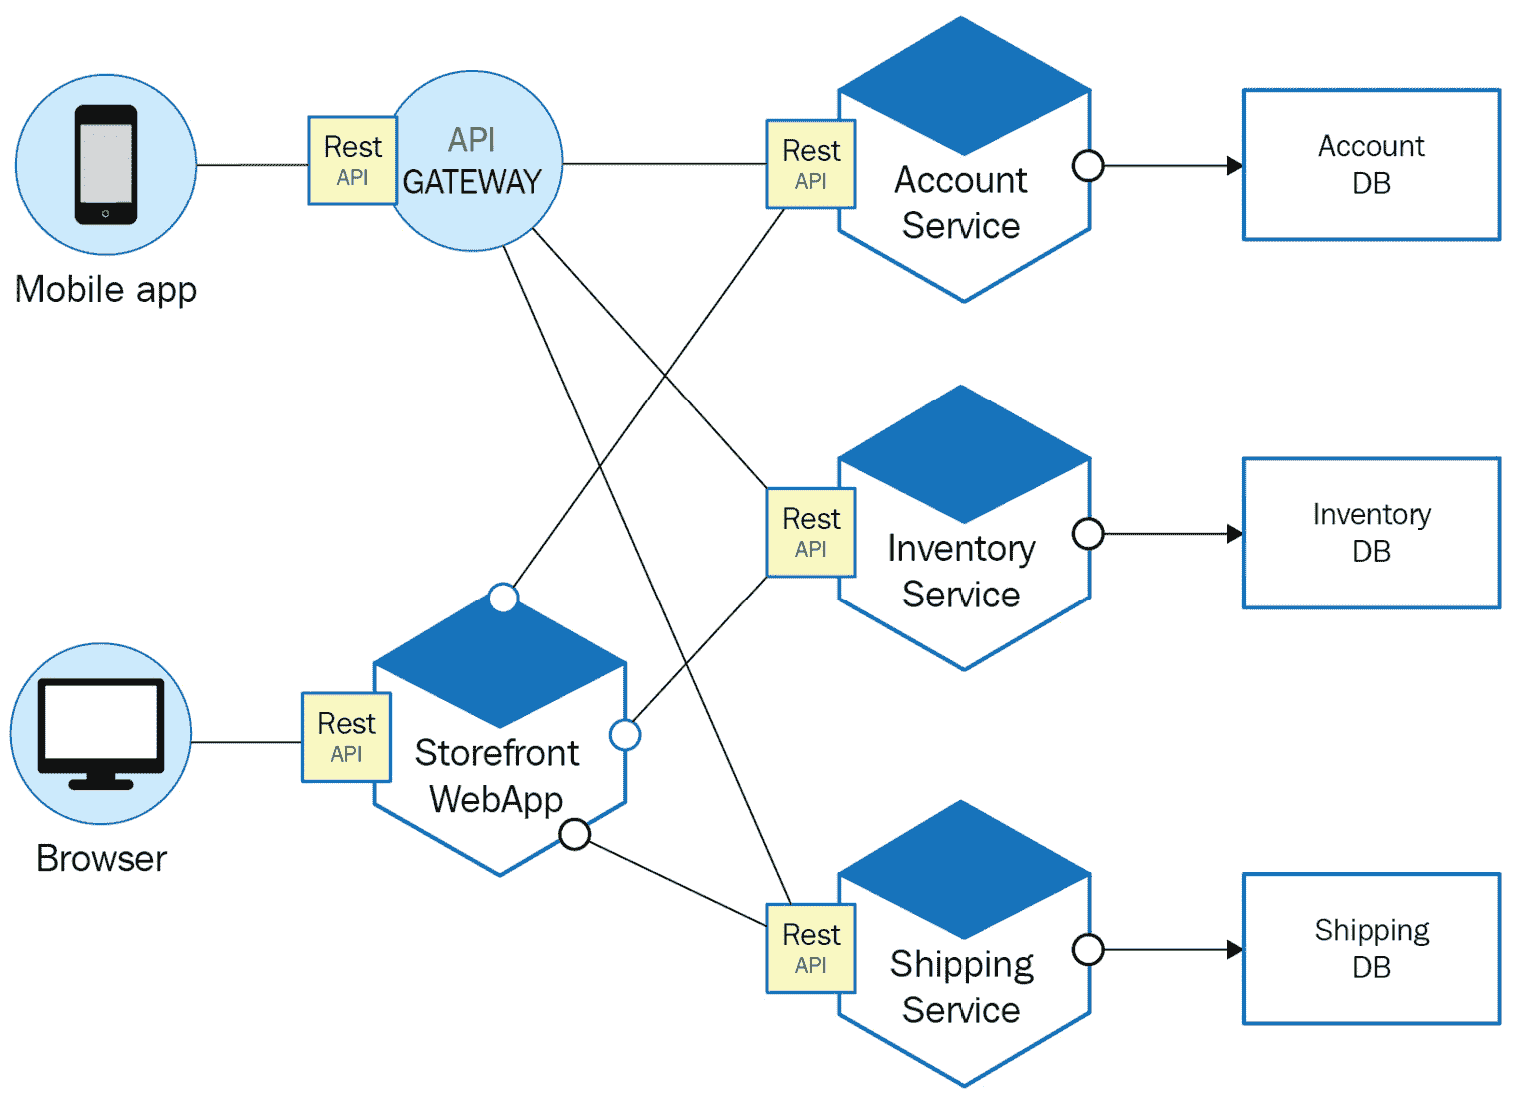 Rest
API
API
GATEWAY
Mobile app
Rest
API
Account
Service
Account
DB
Rest
API
Inventory
Service
Inventory
DB
Rest
API
Storefront
WebApp
Browser
Rest
API
Shipping
Service
Shipping
DB